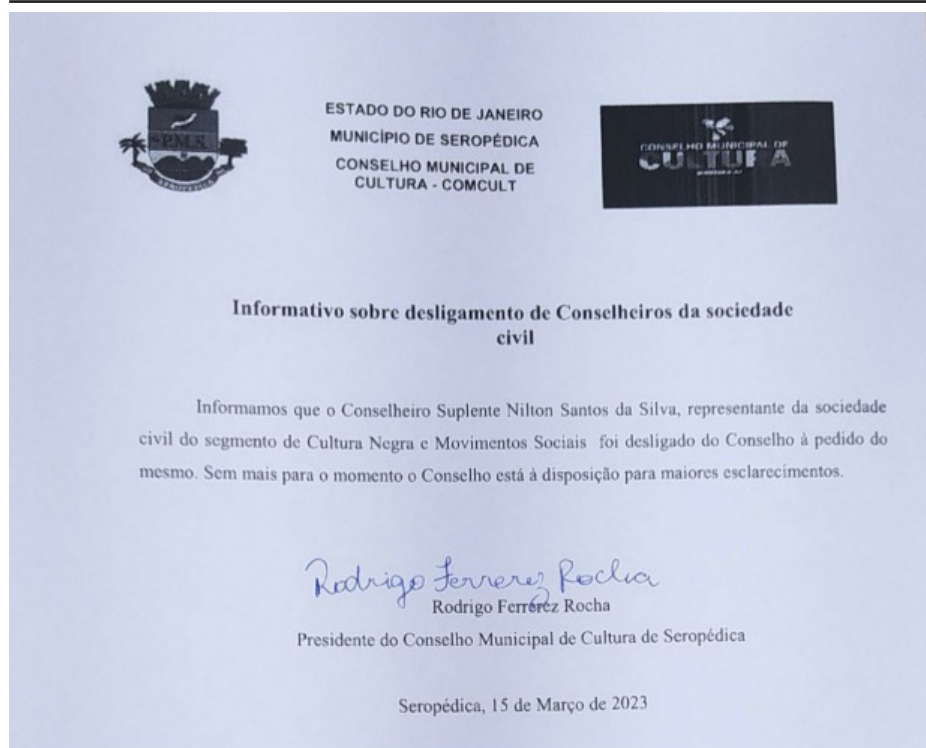 ESTADO DO RIO DE JANEIRO
MUNICÍPIO DE SEROPÉDICA
CONSELHO MUNICIPAL DE
CULTURA - COMCULT
P.M.S.
SEROPÉDICA
CONSELHO MUNICIPAL DE
CULTURA
Informativo sobre desligamento de Conselheiros da sociedade
civil
Informamos que o Conselheiro Suplente Nilton Santos da Silva, representante da sociedade
civil do segmento de Cultura Negra e Movimentos Sociais foi desligado do Conselho à pedido do
mesmo. Sem mais para o momento o Conselho está à disposição para maiores esclarecimentos.
Rodrigo Ferrerez Rocha
Rodrigo Ferrerez Rocha
Presidente do Conselho Municipal de Cultura de Seropédica
Seropédica, 15 de Março de 2023